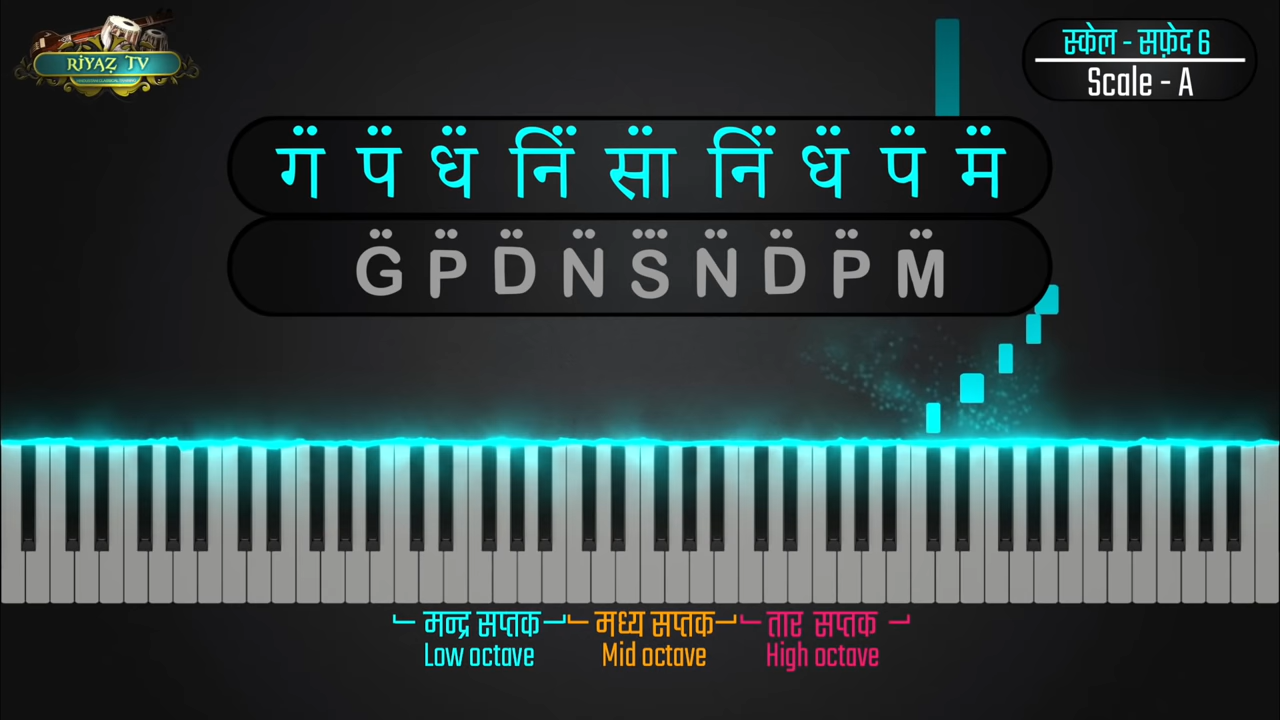 RiYAZ TV
स्केल - सफ़ेद 6
Scale - A
ग̈ प̈ ध̈ निं̈ सा̈ निं̈ ध̈ प̈ म̈
G̈ P̈ D̈ N̈ S⃛ N̈ D̈ P̈ M̈
मन्द्र सप्तक मध्य सप्तक तार सप्तक
Low octave Mid octave High octave